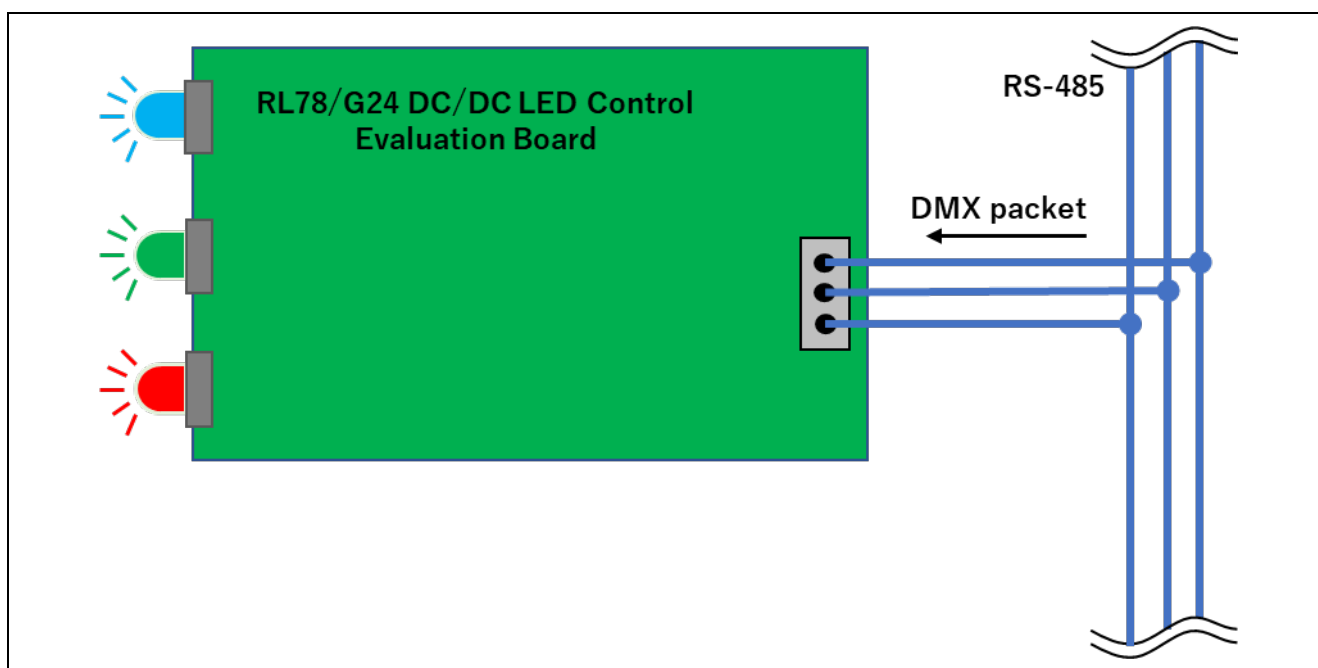 RL78/G24 DC/DC LED Control
Evaluation Board
RS-485
DMX packet